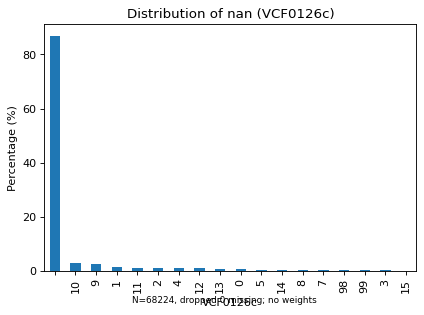 Distribution of nan (VCF0126c)
Percentage (%)
80
60
40
20
0
10 9 1 11 2 4 12 13 0 5 14 8 7 98 99 3 15
N=68224, dropped 0 missing; no weights
VCF0126c